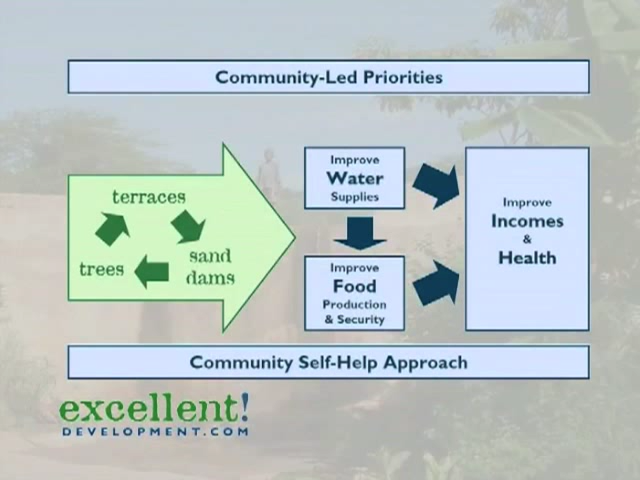 Community-Led Priorities
terraces
trees
sand
dams
Improve
Water
Supplies
Improve
Food
Production
& Security
Improve
Incomes
&
Health
Community Self-Help Approach
excellent!
DEVELOPMENT.COM